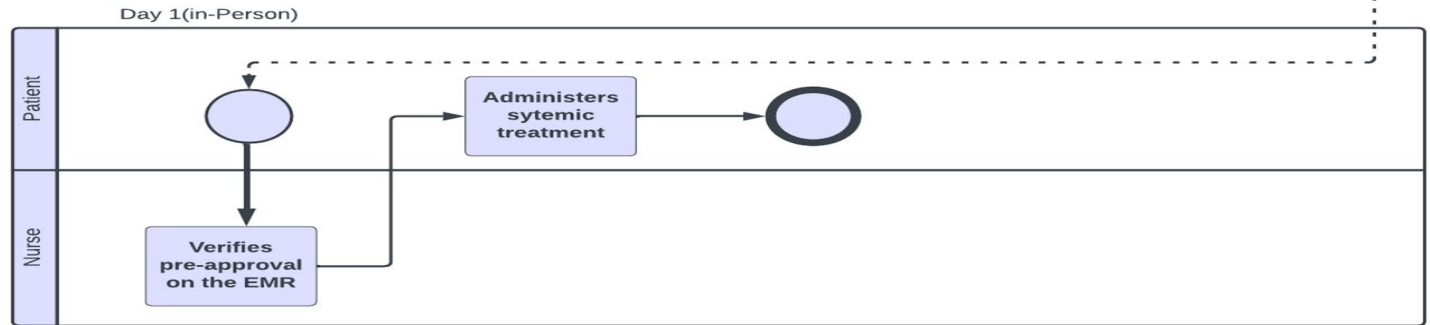 Day 1(in-Person)
Patient
Administers
sytemic
treatment
Nurse
Verifies
pre-approval
on the EMR